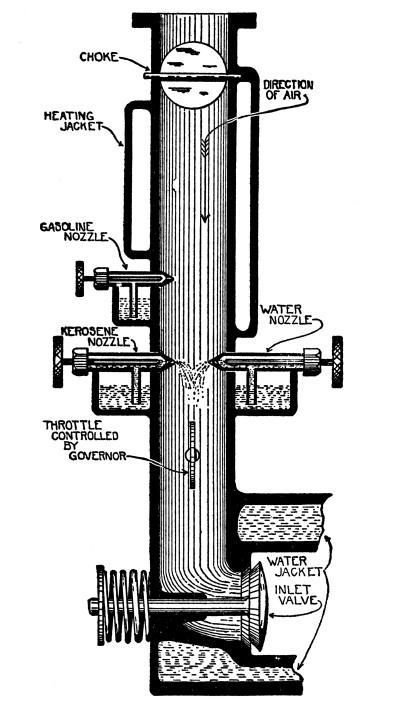 CHOKE
DIRECTION
OF AIR
HEATING
JACKET
GASOLINE
NOZZLE
WATER
NOZZLE
KEROSENE
NOZZLE
THROTTLE
CONTROLLED
BY
GOVERNOR
WATER
JACKET
INLET
VALVE